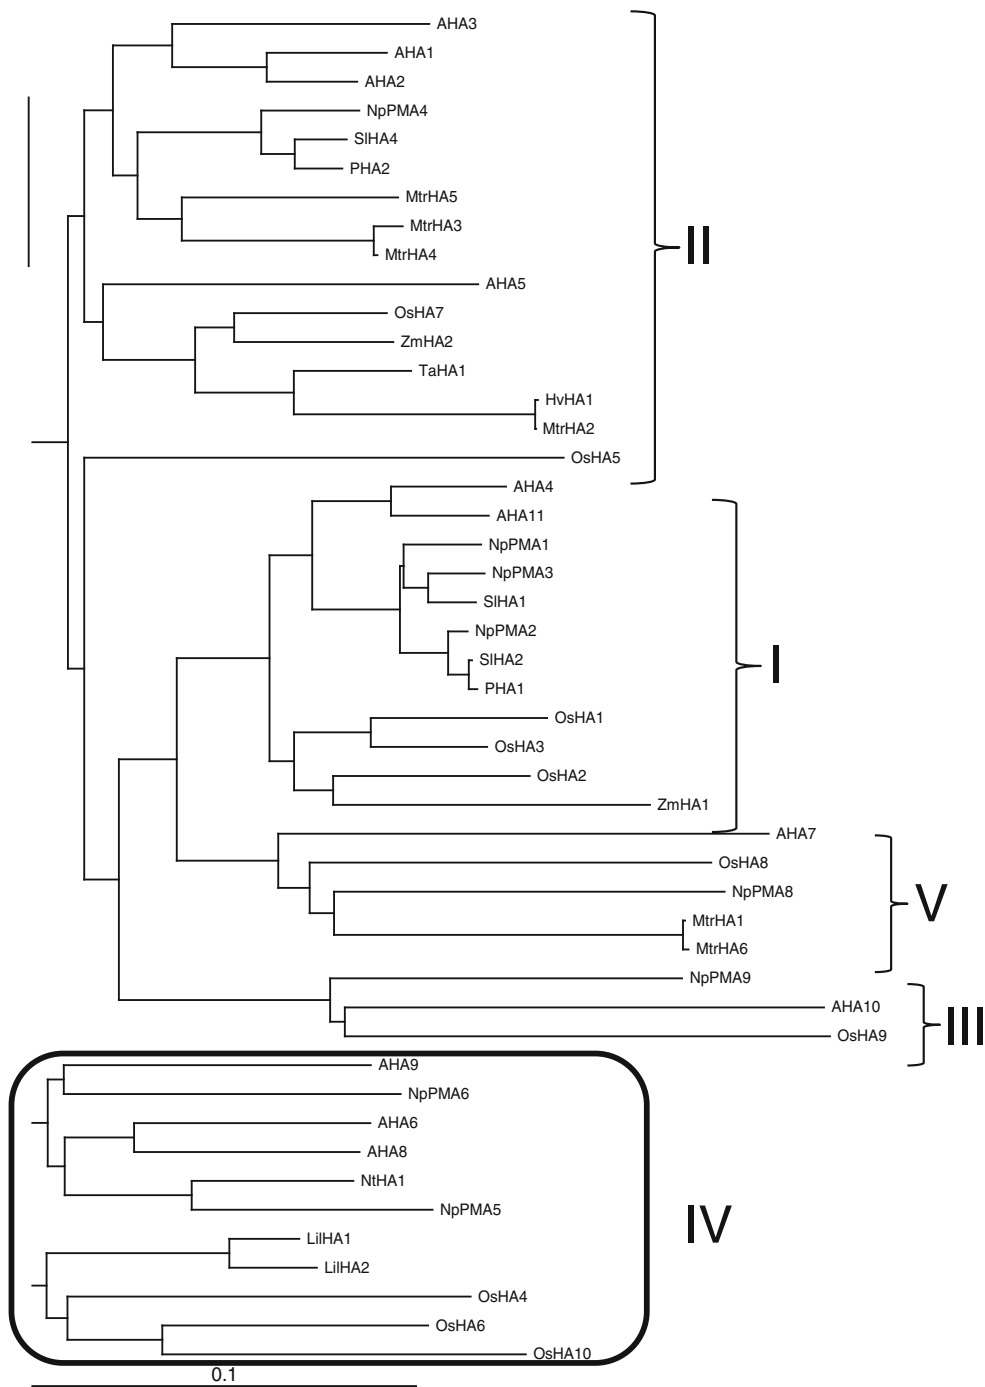 AHA3
AHA1
AHA2
NpPMA4
SlHA4
PHA2
MtrHA5
MtrHA3
MtrHA4
II
AHA5
OsHA7
ZmHA2
TaHA1
HvHA1
MtrHA2
OsHA5
AHA4
AHA11
NpPMA1
NpPMA3
SlHA1
NpPMA2
SlHA2
I
PHA1
OsHA1
OsHA3
OsHA2
ZmHA1
AHA7
OsHA8
NpPMA8
V
MtrHA1
MtrHA6
NpPMA9
AHA10
III
OsHA9
AHA9
NpPMA6
AHA6
AHA8
NtHA1
NpPMA5
IV
LilHA1
LilHA2
OsHA4
OsHA6
OsHA10
0.1